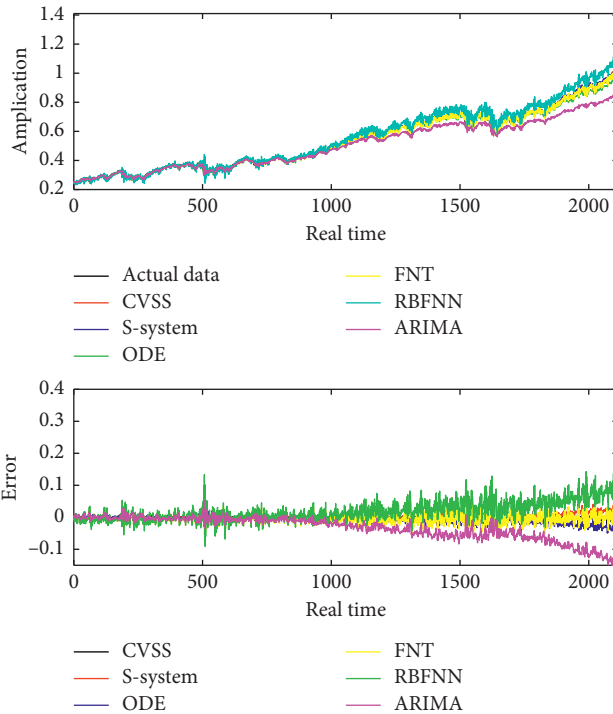 1.4
1.2
1
0.8
0.6
0.4
0.2
Amplication
0 500 1000 1500 2000
Real time
Actual data FNT
CVSS RBFNN
S-system ARIMA
ODE
0.4
0.3
0.2
0.1
0
−0.1
Error
0 500 1000 1500 2000
Real time
CVSS FNT
S-system RBFNN
ODE ARIMA